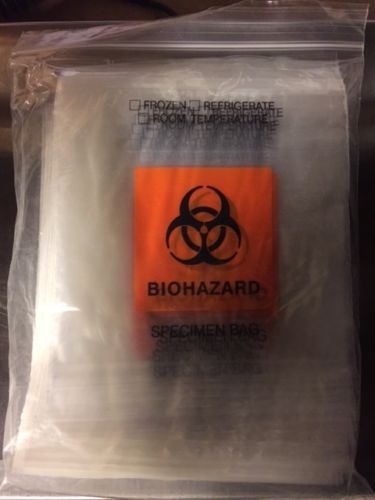 ☐ FROZEN ☐ REFRIGERATE
☐ ROOM TEMPERATURE
BIOHAZARD
SPECIMEN BAG